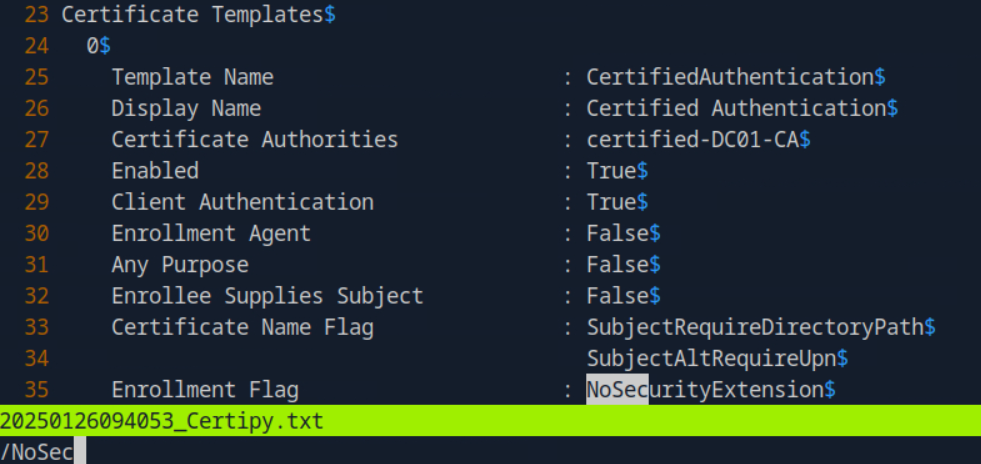 23 Certificate Templates$
24   0$
25     Template Name                       : CertifiedAuthentication$
26     Display Name                        : Certified Authentication$
27     Certificate Authorities             : certified-DC01-CA$
28     Enabled                             : True$
29     Client Authentication               : True$
30     Enrollment Agent                    : False$
31     Any Purpose                         : False$
32     Enrollee Supplies Subject           : False$
33     Certificate Name Flag               : SubjectRequireDirectoryPath$
34                                           SubjectAltRequireUpn$
35     Enrollment Flag                     : NoSecurityExtension$
20250126094053_Certipy.txt
/NoSec